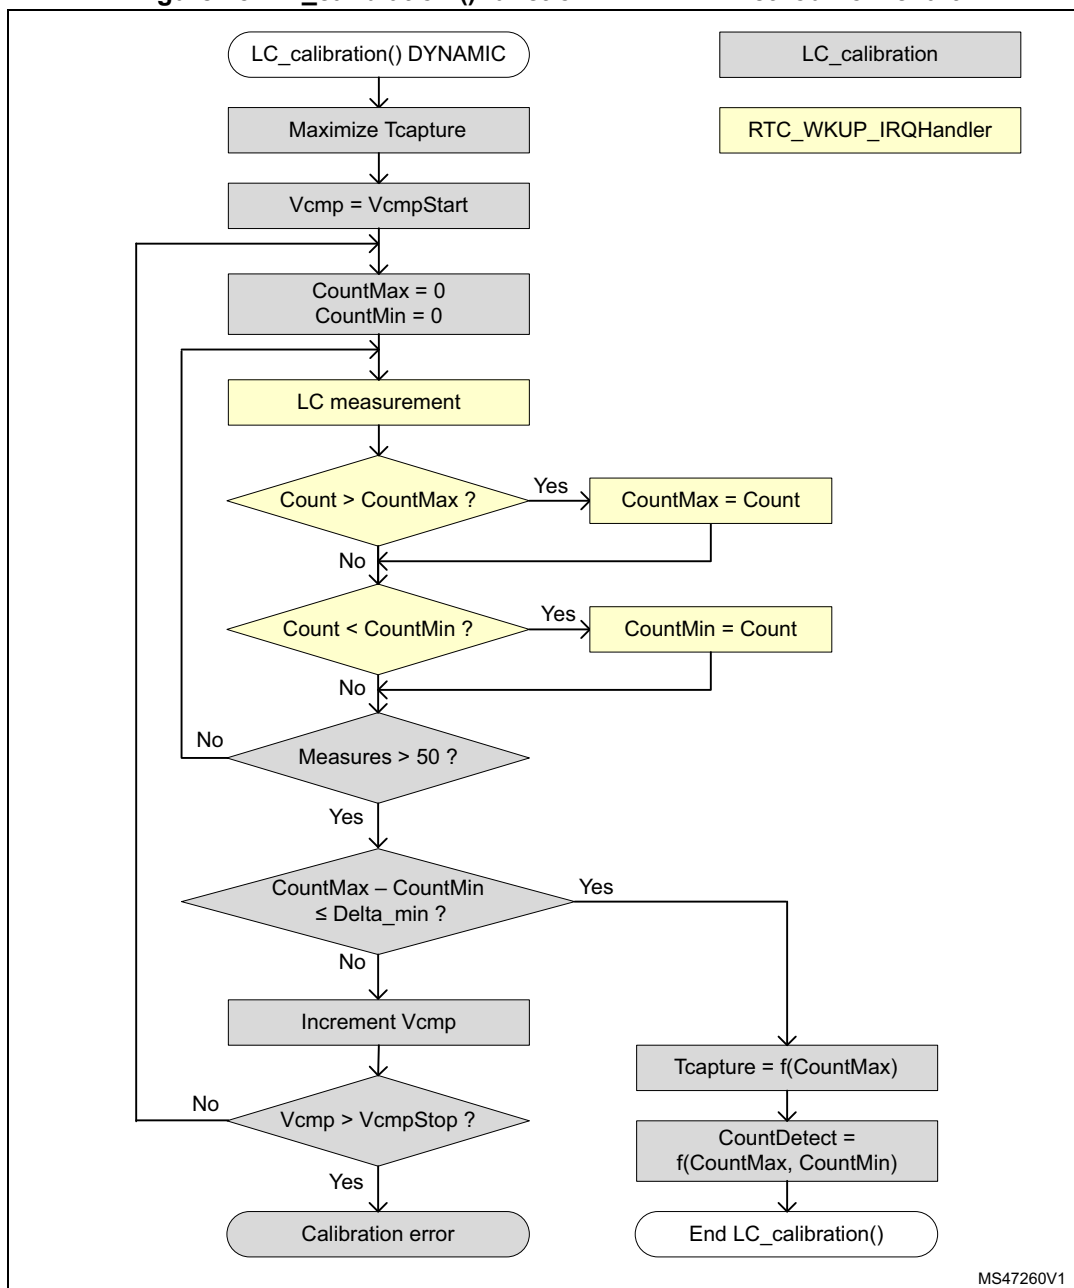 LC_calibration() DYNAMIC
LC_calibration
Maximize Tcapture
RTC_WKUP_IRQHandler
Vcmp = VcmpStart
CountMax = 0
CountMin = 0
LC measurement
Count > CountMax ?
Yes
CountMax = Count
No
Count < CountMin ?
Yes
CountMin = Count
No
No
Measures > 50 ?
Yes
CountMax – CountMin
≤ Delta_min ?
Yes
No
Increment Vcmp
Tcapture = f(CountMax)
No
Vcmp > VcmpStop ?
CountDetect =
f(CountMax, CountMin)
Yes
Calibration error
End LC_calibration()
MS47260V1